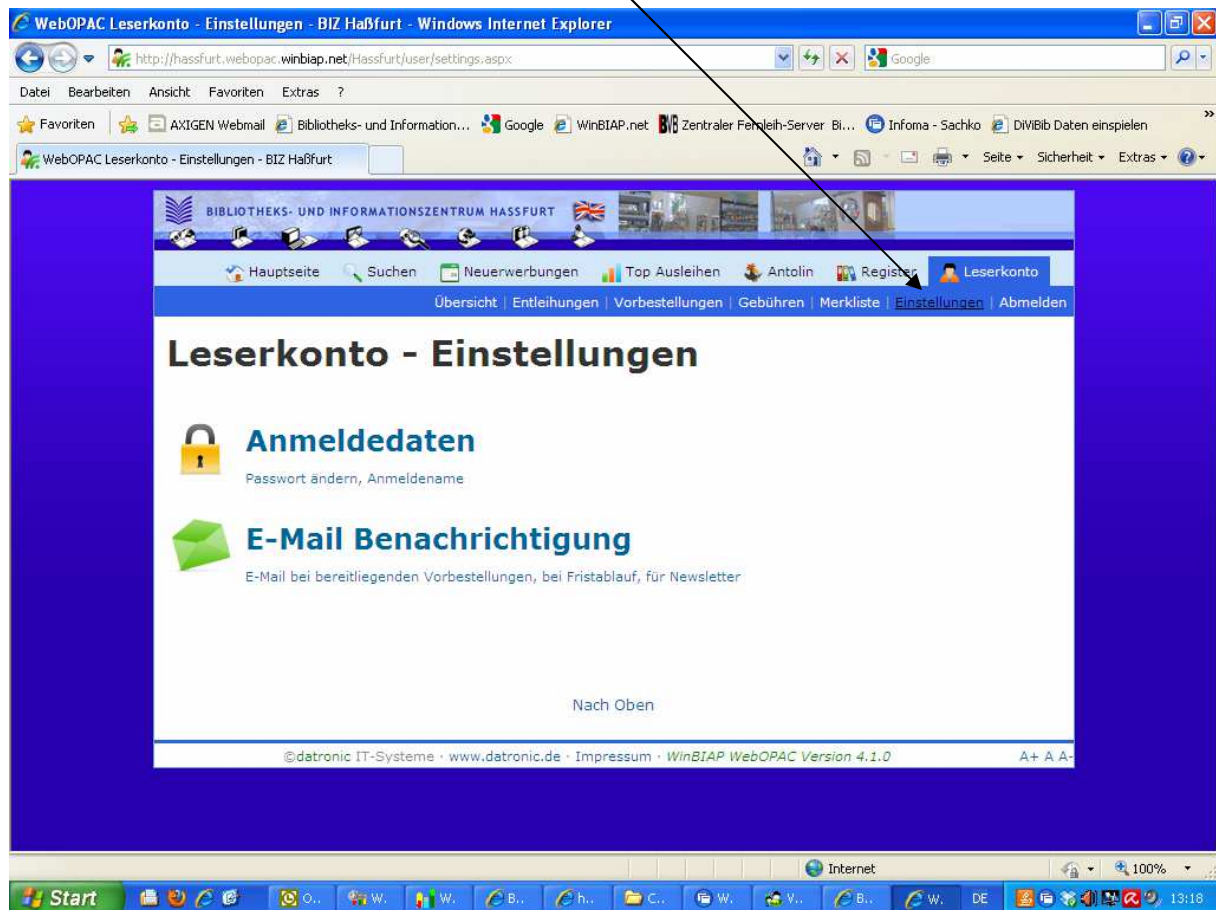 WebOPAC Leserkonto - Einstellungen - BIZ Haßfurt - Windows Internet Explorer
http://hassfurt.webopac.winbiap.net/Hassfurt/user/settings.aspx
Google
Datei Bearbeiten Ansicht Favoriten Extras ?
Favoriten AXIGEN Webmail Bibliotheks- und Information... Google WinBIAP.net BVB Zentraler Fernleih-Server Bi... Infoma - Sachko DiViBib Daten einspielen »
WebOPAC Leserkonto - Einstellungen - BIZ Haßfurt
Seite Sicherheit Extras
BIBLIOTHEKS- UND INFORMATIONSZENTRUM HASSFURT
Hauptseite Suchen Neuerwerbungen Top Ausleihen Antolin Register Leserkonto
Übersicht | Entleihungen | Vorbestellungen | Gebühren | Merkliste | Einstellungen | Abmelden
Leserkonto - Einstellungen
Anmeldedaten
Passwort ändern, Anmeldename
E-Mail Benachrichtigung
E-Mail bei bereitliegenden Vorbestellungen, bei Fristablauf, für Newsletter
Nach Oben
©datronic IT-Systeme · www.datronic.de · Impressum · WinBIAP WebOPAC Version 4.1.0 A+ A A-
Internet 100%
Start O.. W.. W.. B.. h.. C.. W.. V.. B.. W.. DE 13:18